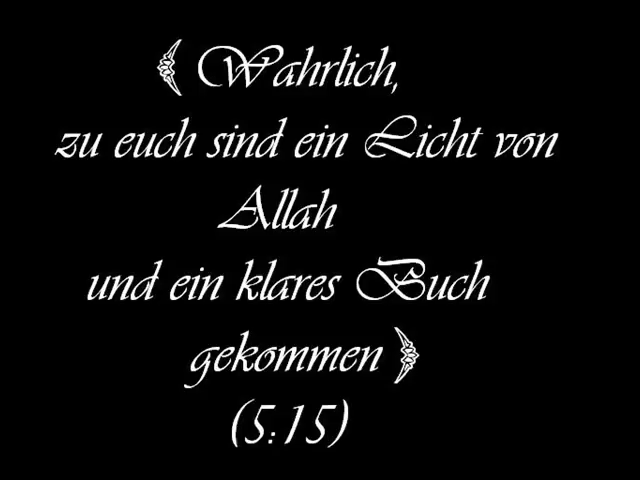 ﴾ Wahrlich,
zu euch sind ein Licht von
Allah
und ein klares Buch
gekommen ﴿
(5:15)